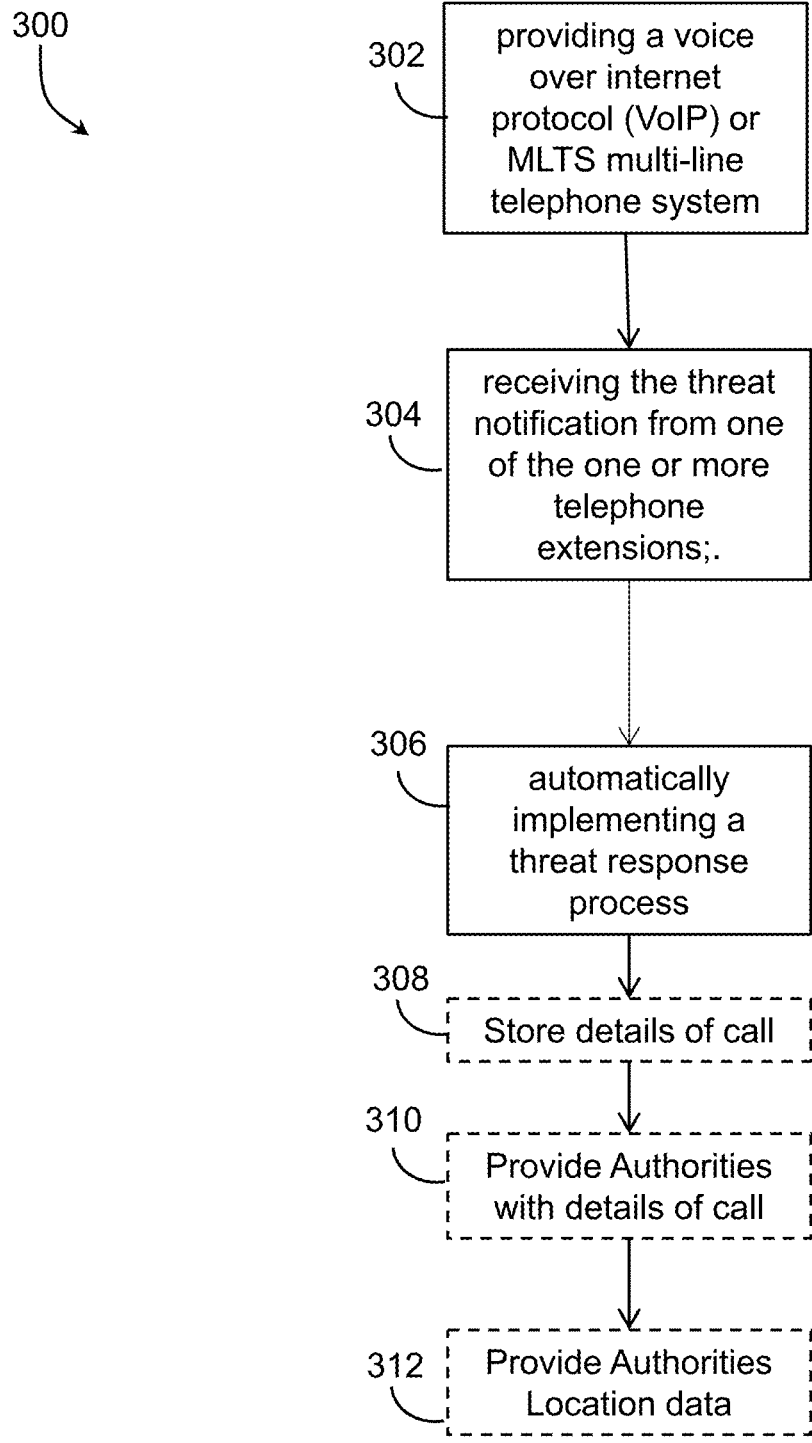 300
302
providing a voice
over internet
protocol (VoIP) or
MLTS multi-line
telephone system
304
receiving the threat
notification from one
of the one or more
telephone
extensions;.
306
automatically
implementing a
threat response
process
308
Store details of call
310
Provide Authorities
with details of call
312
Provide Authorities
Location data